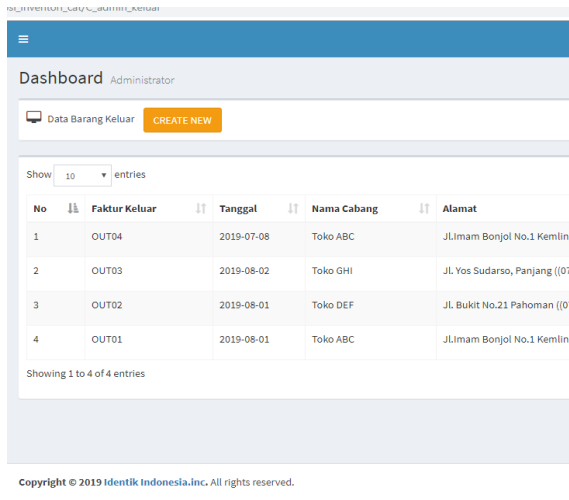 si_inventori_cat/C_admin_keluar
Dashboard Administrator
Data Barang Keluar CREATE NEW
Show 10 entries
No Faktur Keluar Tanggal Nama Cabang Alamat
1 OUT04 2019-07-08 Toko ABC Jl.Imam Bonjol No.1 Kemlin
2 OUT03 2019-08-02 Toko GHI Jl. Yos Sudarso, Panjang ((07
3 OUT02 2019-08-01 Toko DEF Jl. Bukit No.21 Pahoman ((07
4 OUT01 2019-08-01 Toko ABC Jl.Imam Bonjol No.1 Kemlin
Showing 1 to 4 of 4 entries
Copyright © 2019 Identik Indonesia.inc. All rights reserved.